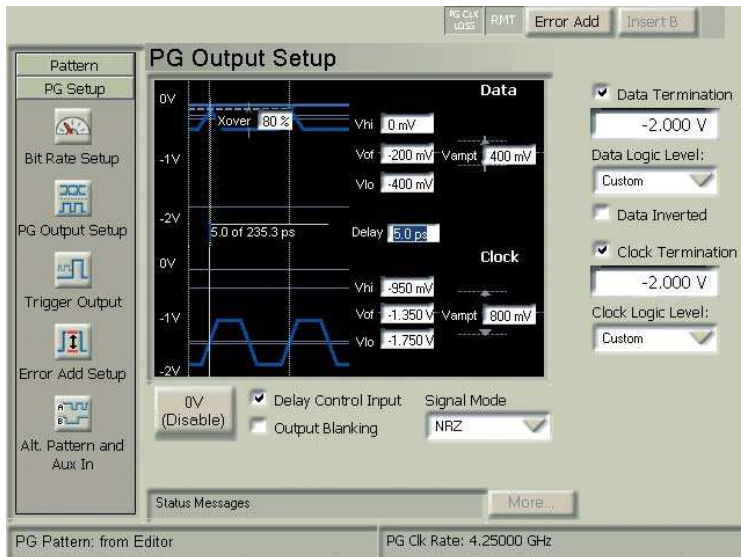 PG CLK LOSS RMT Error Add Insert B
PG Output Setup
Pattern
PG Setup
Bit Rate Setup
PG Output Setup
Trigger Output
Error Add Setup
A
B
Alt. Pattern and
Aux In
Data
0V
Xover 80 %
Vhi 0 mV
-1V
Vof -200 mV Vampt 400 mV
Vlo -400 mV
-2V
5.0 of 235.3 ps Delay 5.0 ps
Clock
0V
Vhi -950 mV
-1V
Vof -1.350 V Vampt 800 mV
Vlo -1.750 V
-2V
Data Termination
-2.000 V
Data Logic Level:
Custom
Data Inverted
Clock Termination
-2.000 V
Clock Logic Level:
Custom
0V
(Disable)
Delay Control Input
Output Blanking
Signal Mode
NRZ
Status Messages More...
PG Pattern: from Editor PG Clk Rate: 4.25000 GHz